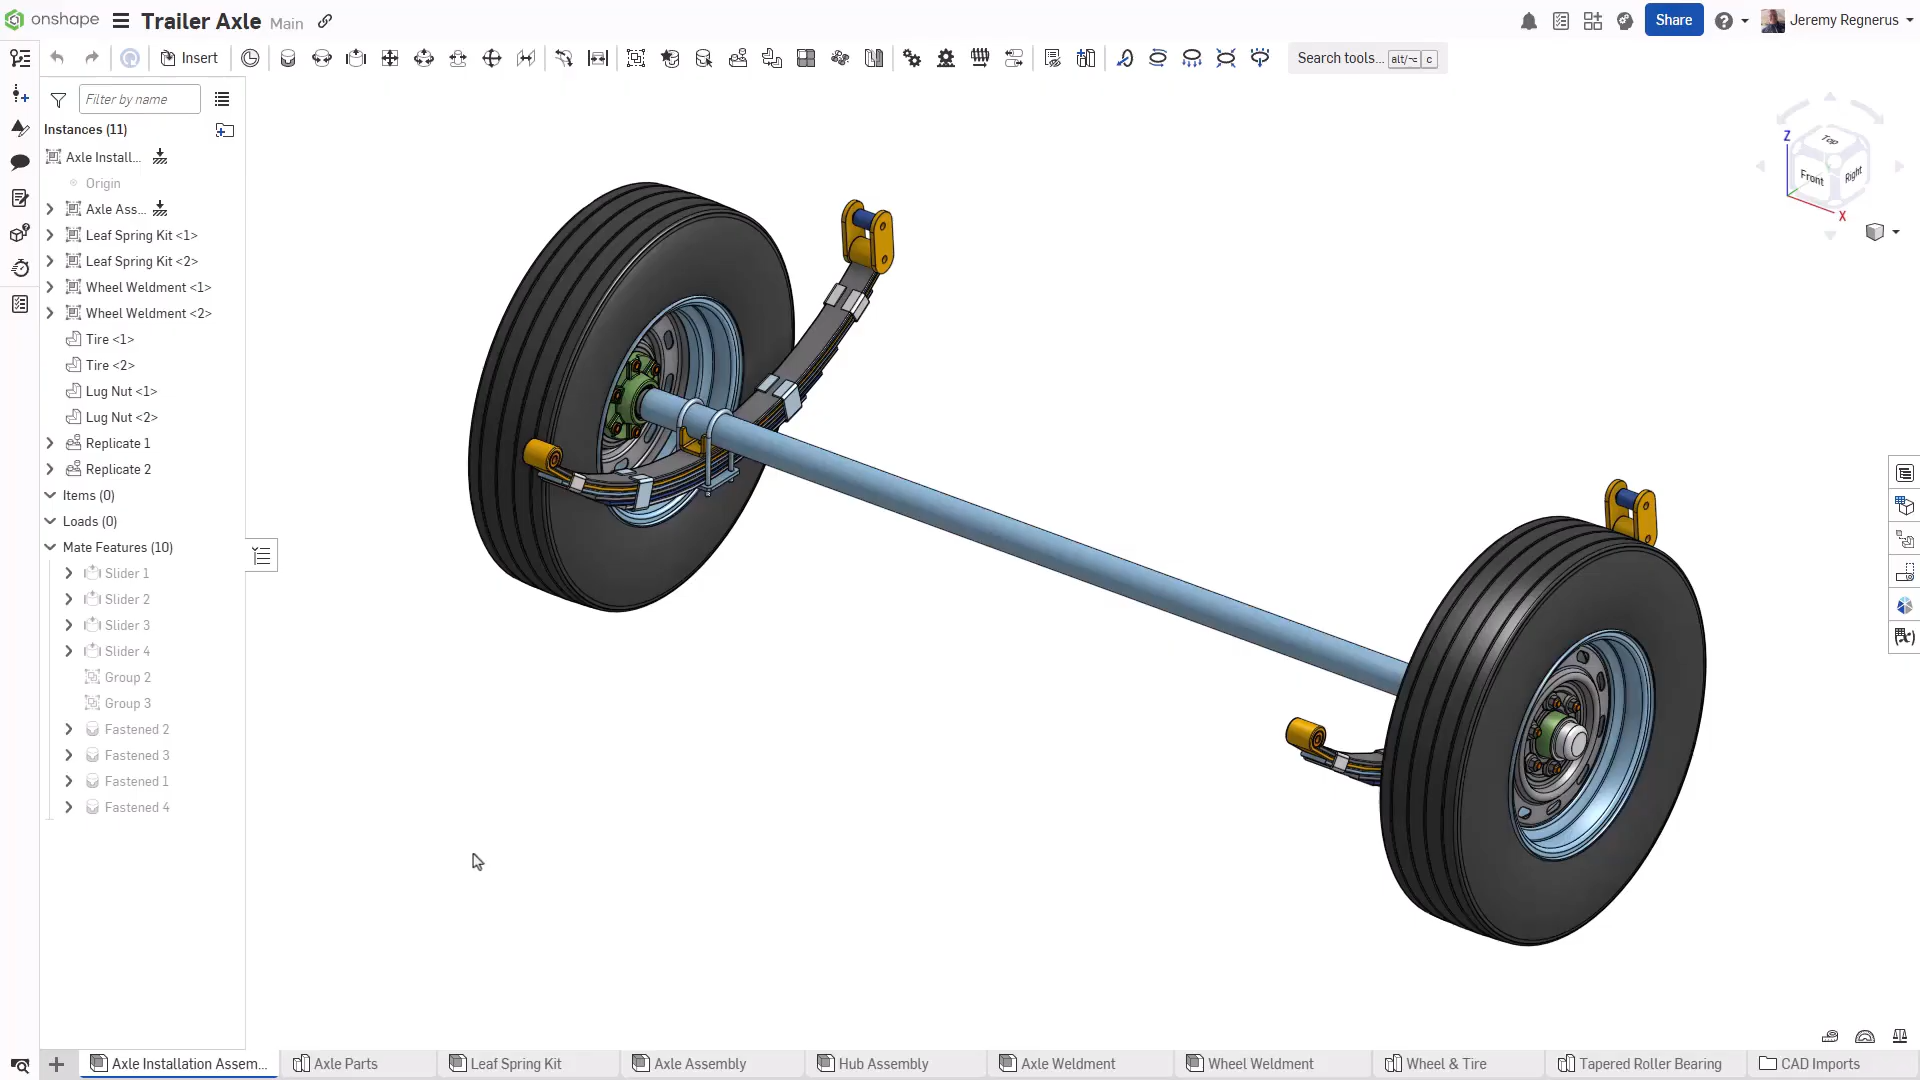 onshape Trailer Axle Main Share Jeremy Regnerus
Insert Search tools... alt/⌥ c
Filter by name
Instances (11)
Axle Install...
Origin
Axle Ass...
Leaf Spring Kit <1>
Leaf Spring Kit <2>
Wheel Weldment <1>
Wheel Weldment <2>
Tire <1>
Tire <2>
Lug Nut <1>
Lug Nut <2>
Replicate 1
Replicate 2
Items (0)
Loads (0)
Mate Features (10)
Slider 1
Slider 2
Slider 3
Slider 4
Group 2
Group 3
Fastened 2
Fastened 3
Fastened 1
Fastened 4
Z
Top
Front
Right
X
(x)
Axle Installation Assem... Axle Parts Leaf Spring Kit Axle Assembly Hub Assembly Axle Weldment Wheel Weldment Wheel & Tire Tapered Roller Bearing CAD Imports